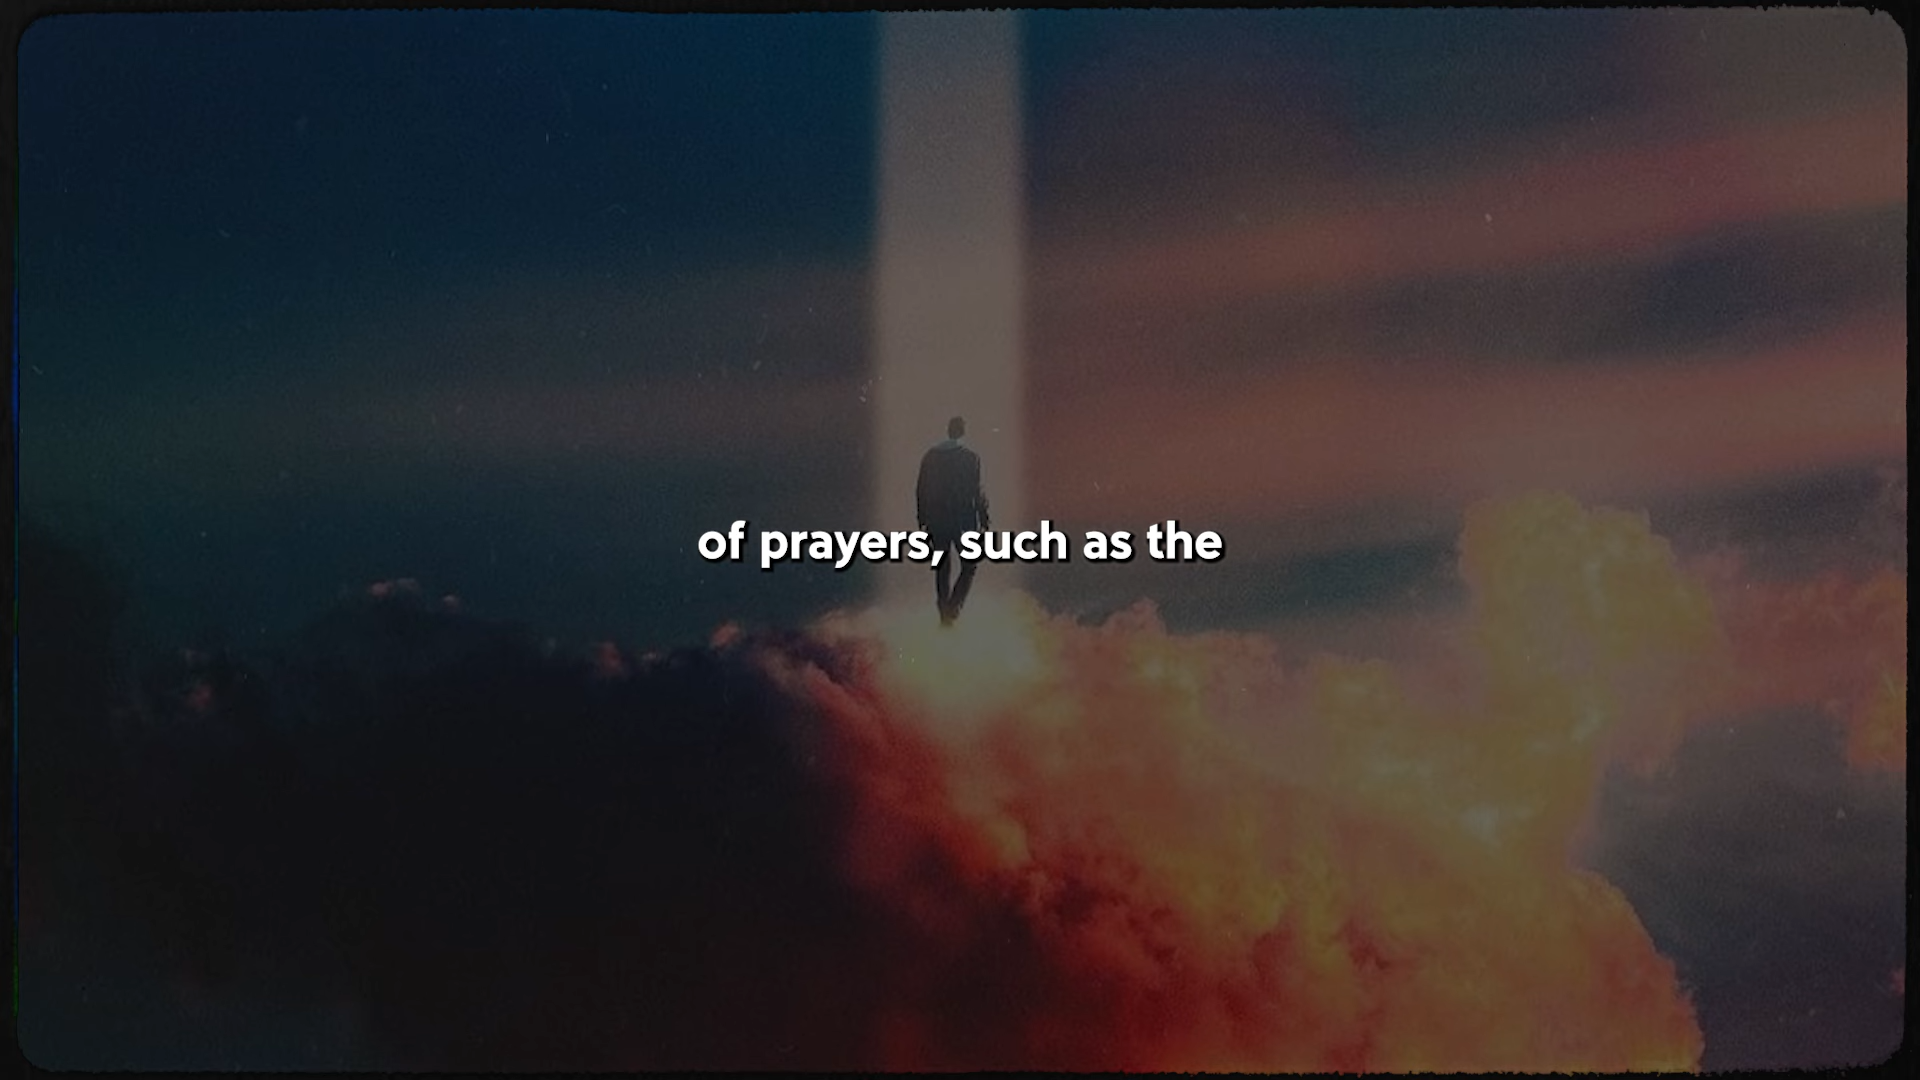 of prayers, such as the